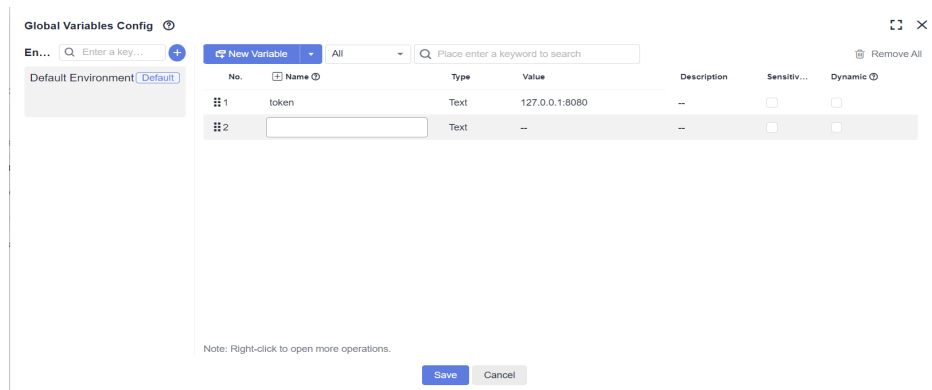 Global Variables Config
En... Enter a key... +
Default Environment Default
New Variable All Place enter a keyword to search Remove All
No. Name Type Value Description Sensitiv... Dynamic
1 token Text 127.0.0.1:8080 --
2 Text -- --
Note: Right-click to open more operations.
Save Cancel